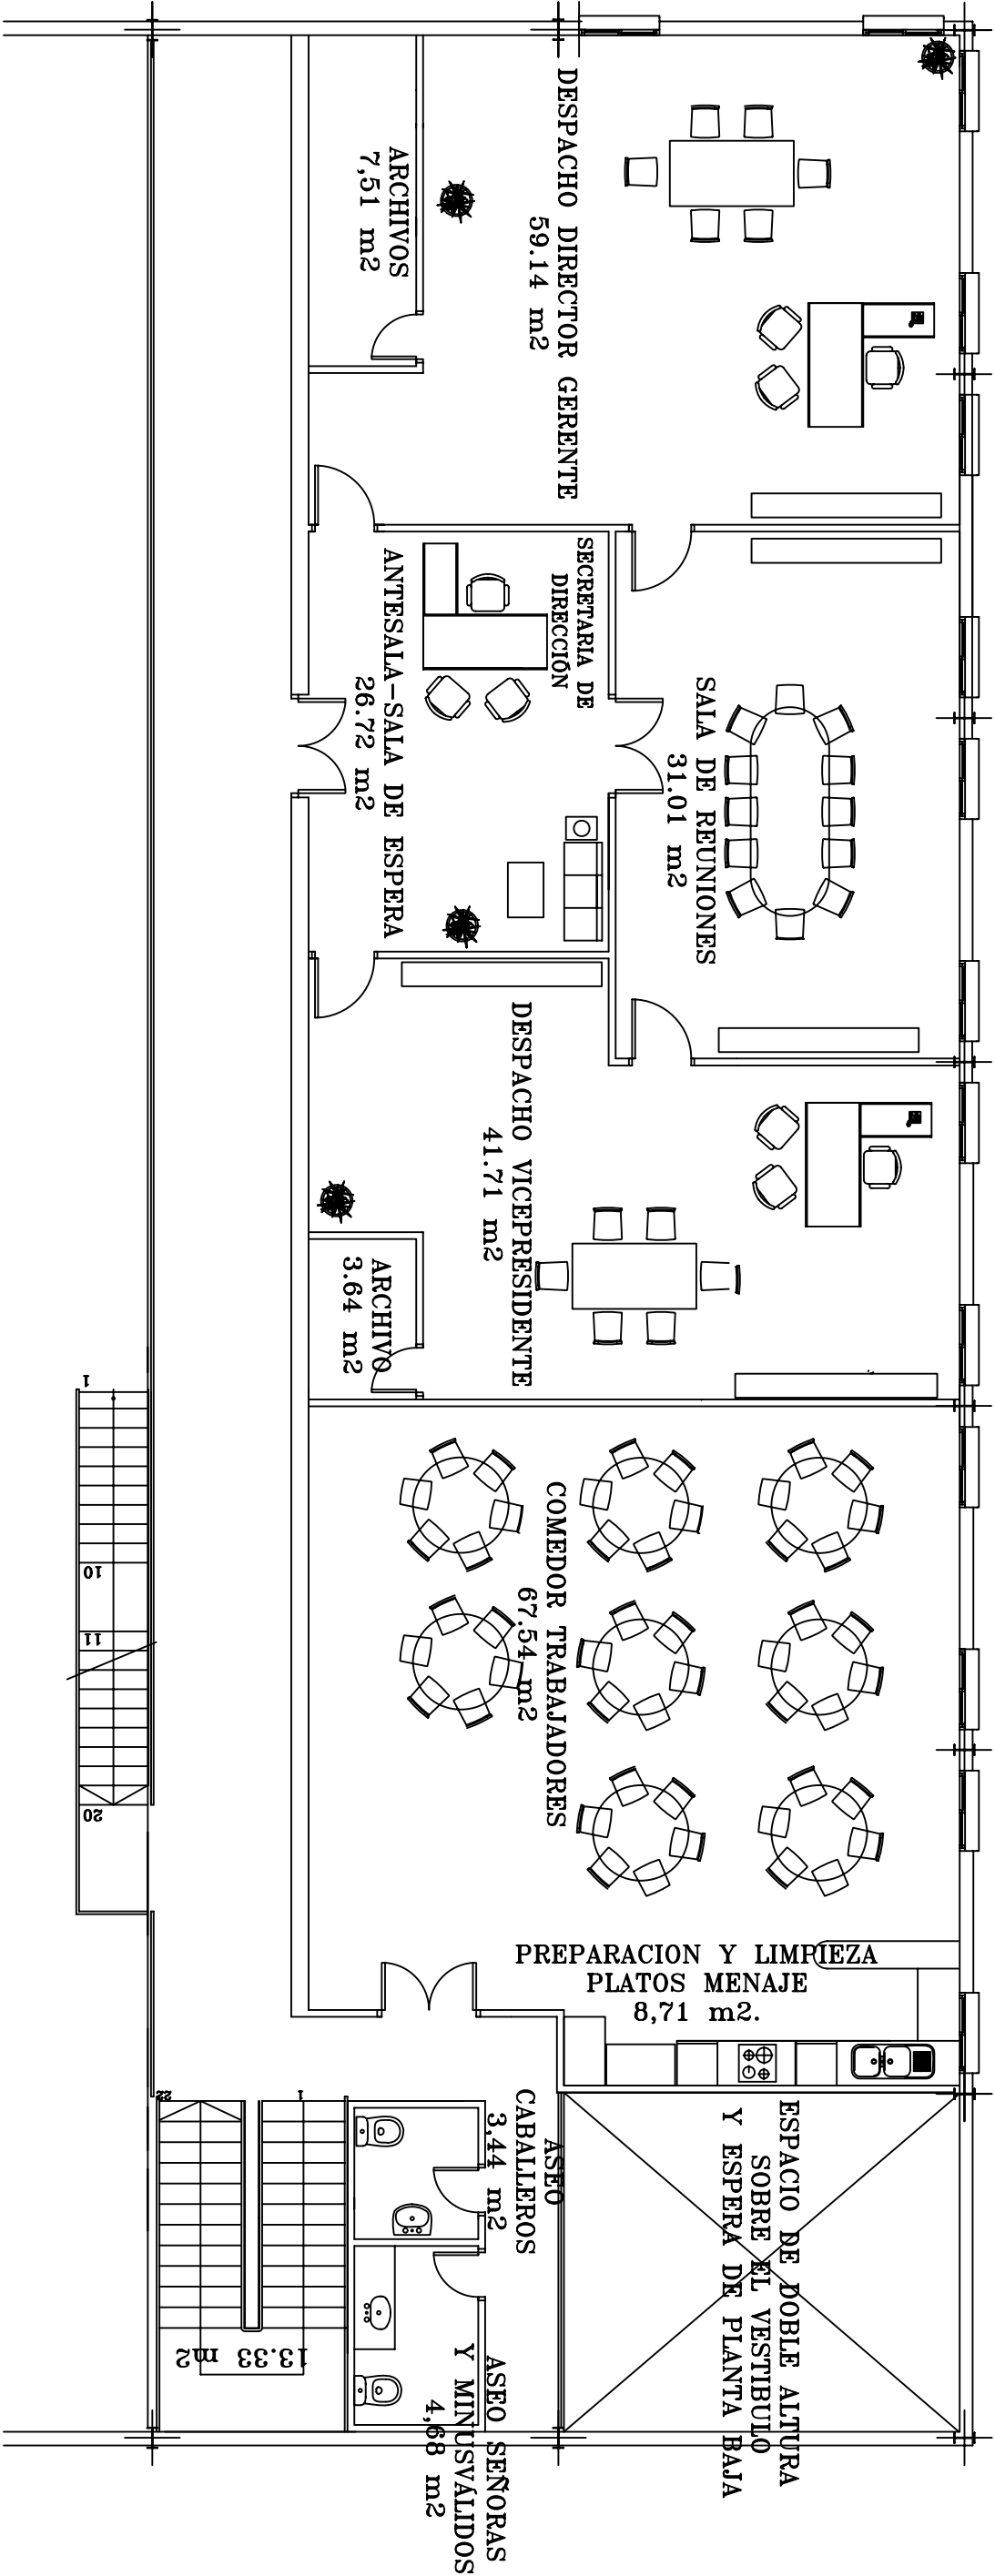 DESPACHO DIRECTOR GERENTE
59.14 m2
ARCHIVOS
7,51 m2
SECRETARIA DE
DIRECCIÓN
ANTESALA-SALA DE ESPERA
26.72 m2
SALA DE REUNIONES
31.01 m2
DESPACHO VICEPRESIDENTE
41.71 m2
ARCHIVO
3.64 m2
1
10
11
20
COMEDOR TRABAJADORES
67.54 m2
PREPARACION Y LIMPIEZA
PLATOS MENAJE
8,71 m2.
22
1
13.33 m2
ASEO
CABALLEROS
3,44 m2
ASEO SEÑORAS
Y MINUSVÁLIDOS
4,68 m2
ESPACIO DE DOBLE ALTURA
SOBRE EL VESTIBULO
Y ESPERA DE PLANTA BAJA